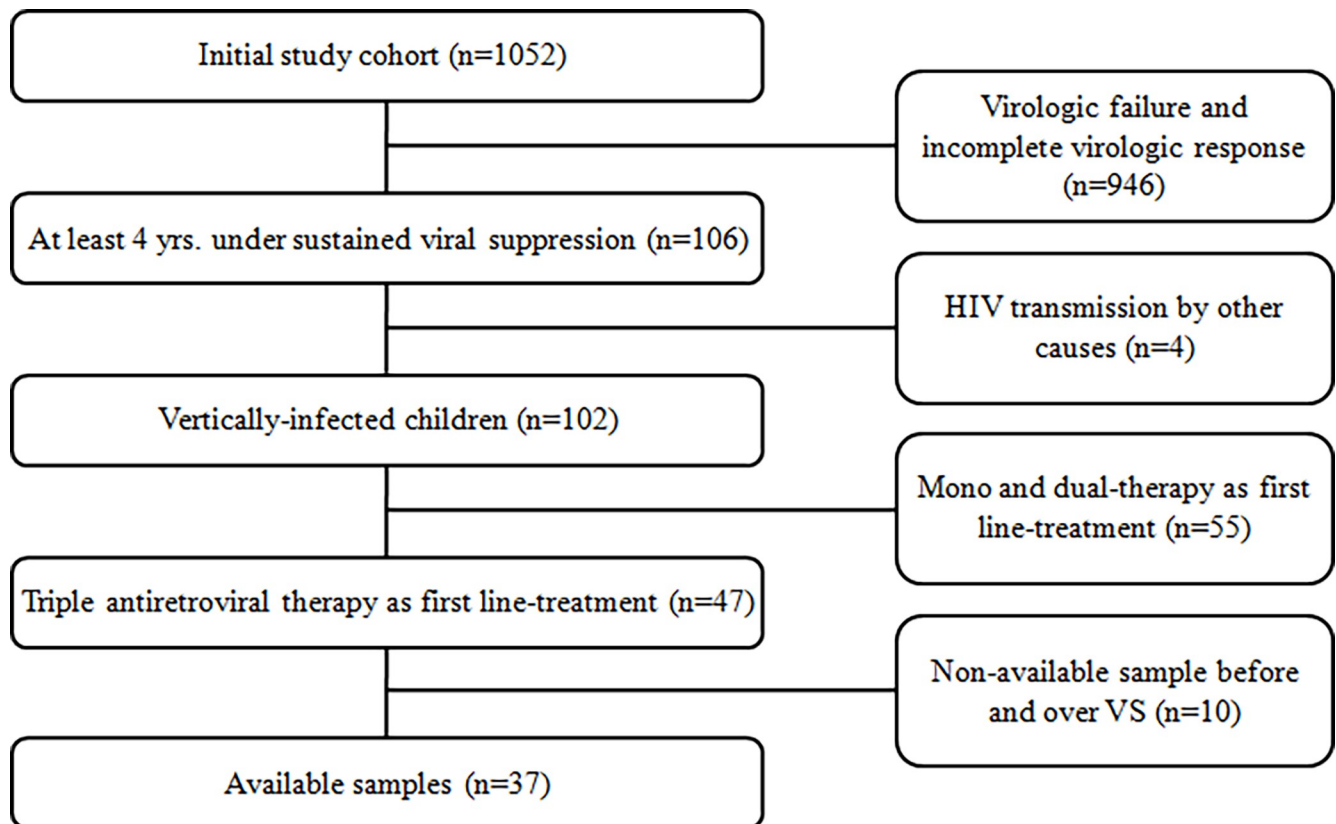 Initial study cohort (n=1052)
Virologic failure and
incomplete virologic response
(n=946)
At least 4 yrs. under sustained viral suppression (n=106)
HIV transmission by other
causes (n=4)
Vertically-infected children (n=102)
Mono and dual-therapy as first
line-treatment (n=55)
Triple antiretroviral therapy as first line-treatment (n=47)
Non-available sample before
and over VS (n=10)
Available samples (n=37)